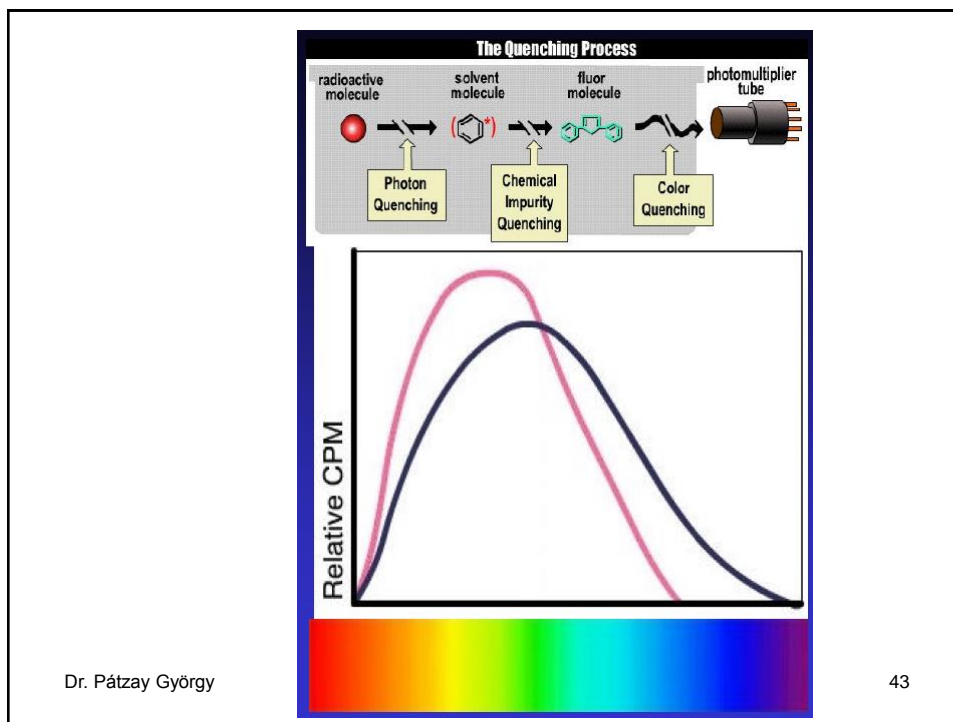 The Quenching Process
radioactive
molecule
solvent
molecule
fluor
molecule
photomultiplier
tube
( *)
Photon
Quenching
Chemical
Impurity
Quenching
Color
Quenching
Relative CPM
Dr. Pátzay György
43